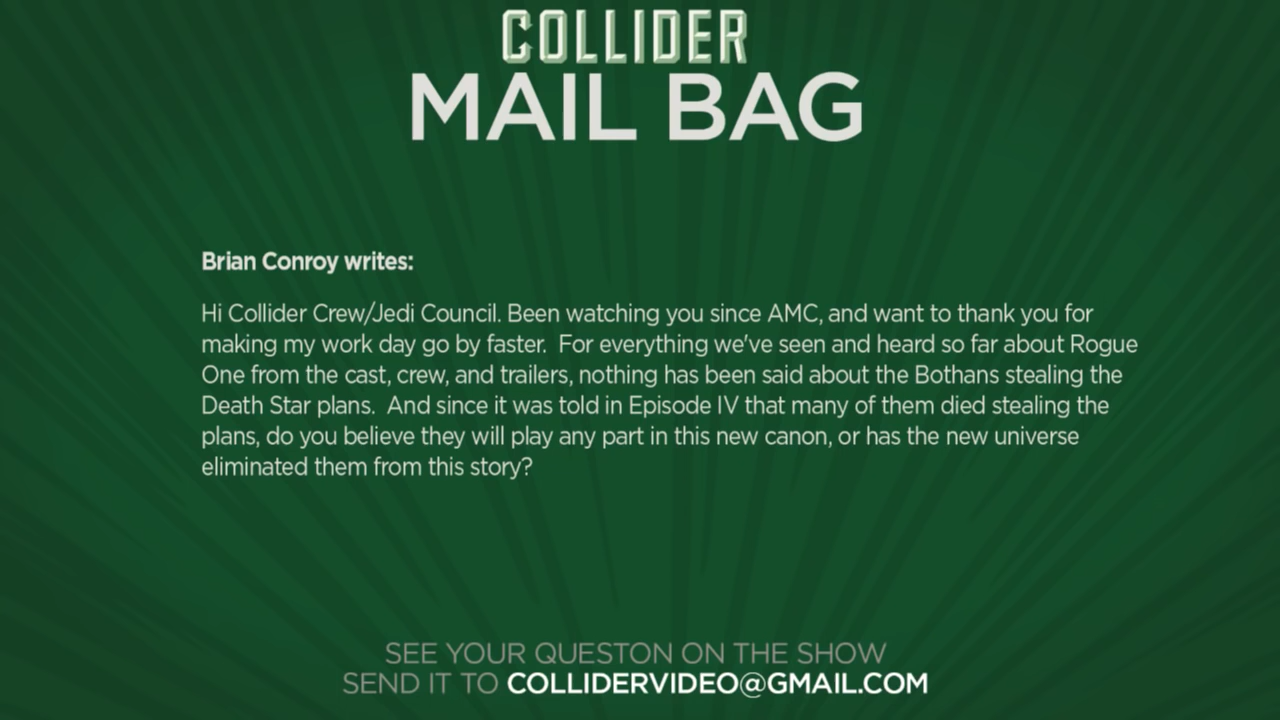 COLLIDER
MAIL BAG
Brian Conroy writes:
Hi Collider Crew/Jedi Council. Been watching you since AMC, and want to thank you for
making my work day go by faster.  For everything we've seen and heard so far about Rogue
One from the cast, crew, and trailers, nothing has been said about the Bothans stealing the
Death Star plans.  And since it was told in Episode IV that many of them died stealing the
plans, do you believe they will play any part in this new canon, or has the new universe
eliminated them from this story?
SEE YOUR QUESTON ON THE SHOW
SEND IT TO COLLIDERVIDEO@GMAIL.COM